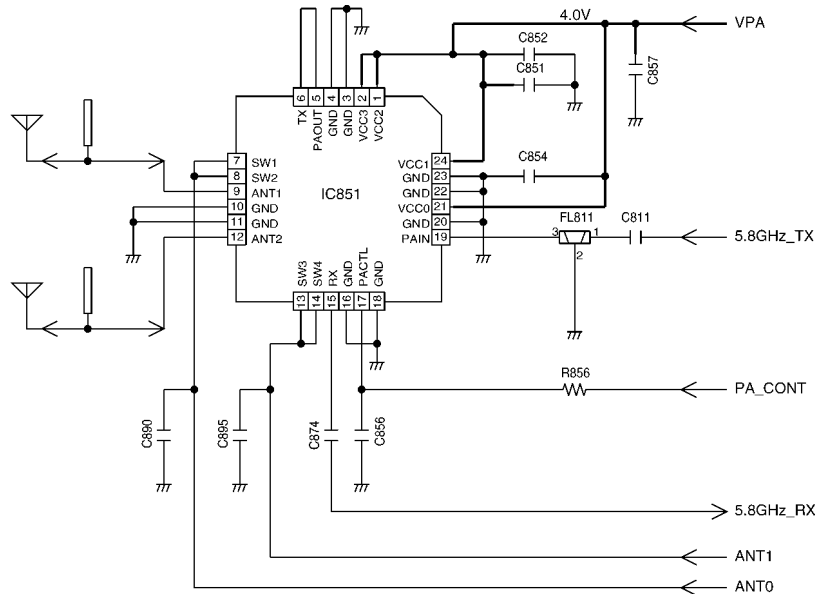 4.0V
VPA
C852
C851
C857
6 5 4 3 2 1
TX
PAOUT
GND
GND
VCC3
VCC2
7 SW1
8 SW2
9 ANT1
10 GND
11 GND
12 ANT2
IC851
VCC1 24
GND 23
GND 22
VCC0 21
GND 20
PAIN 19
C854
FL811
3 1
2
C811
5.8GHz_TX
SW3
SW4
RX
GND
PACTL
GND
13 14 15 16 17 18
R856
PA_CONT
C890
C895
C874
C856
5.8GHz_RX
ANT1
ANT0